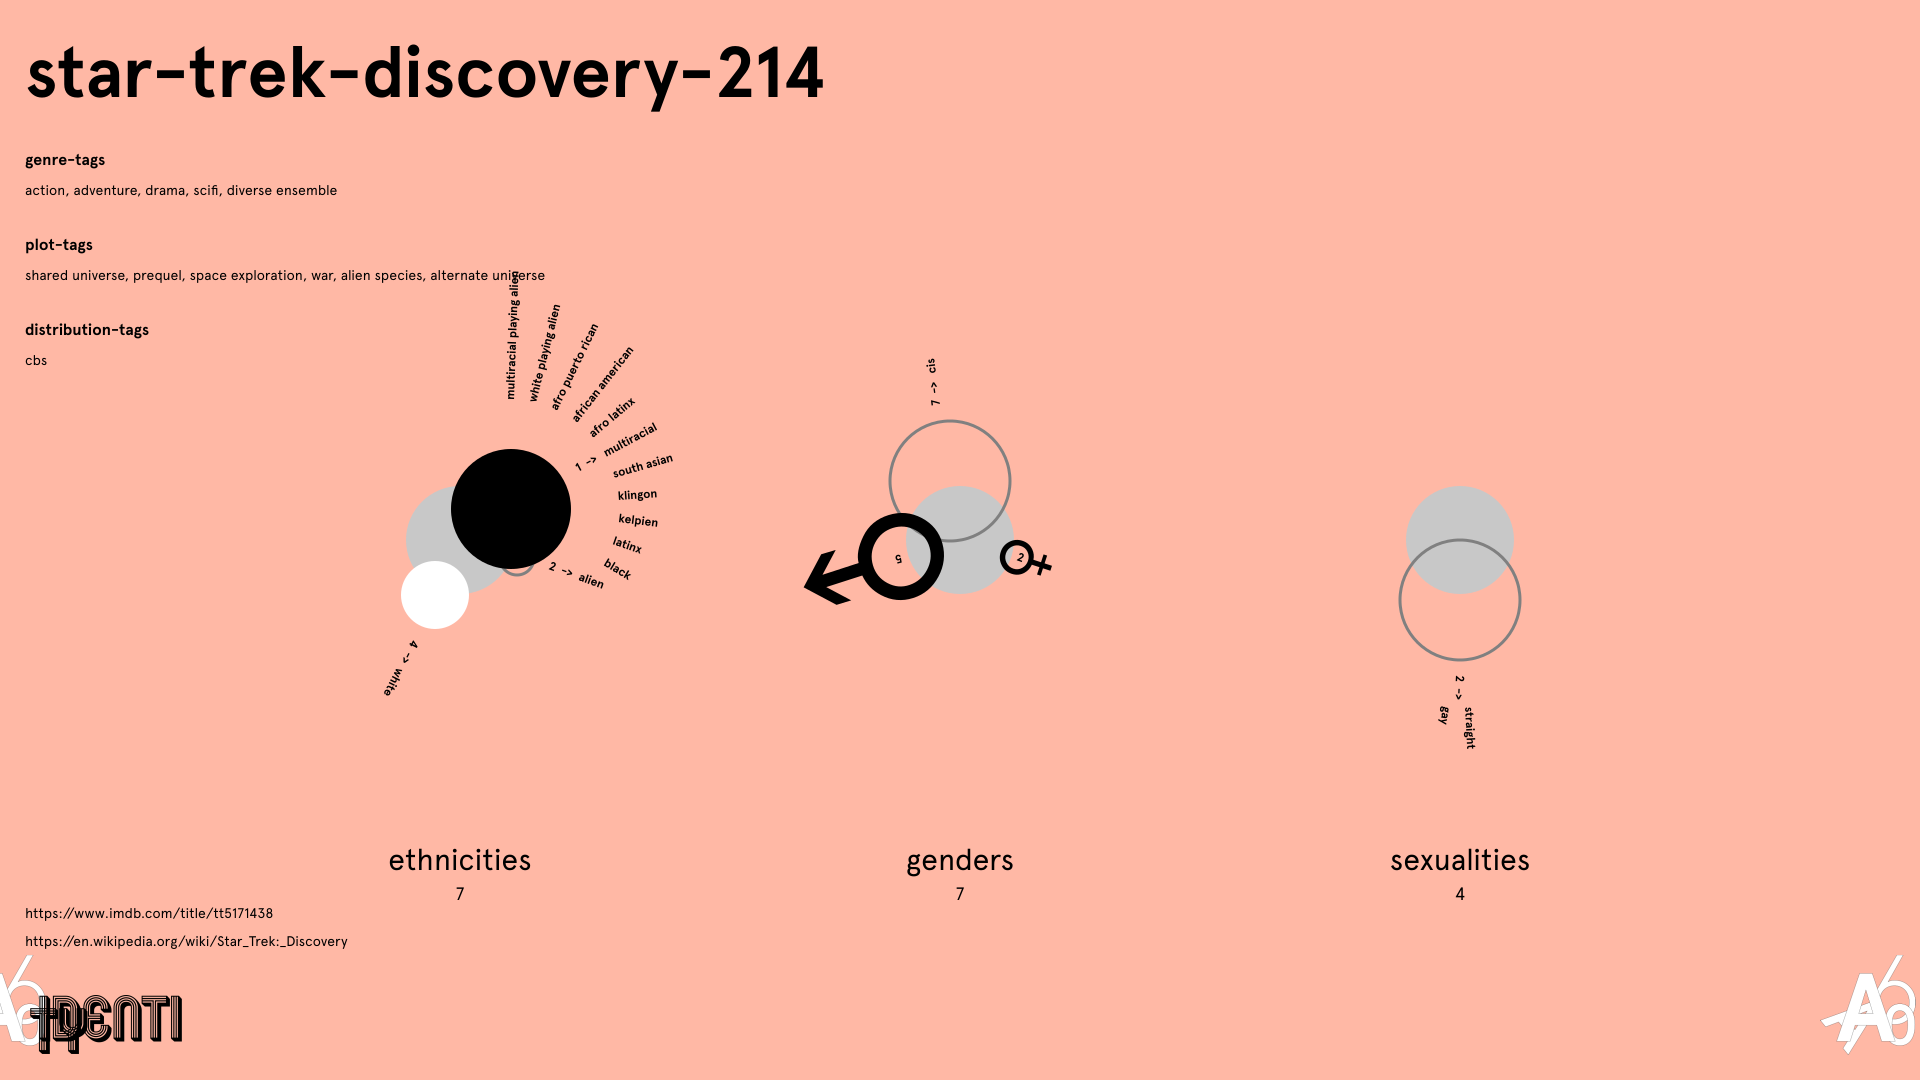 star-trek-discovery-214
genre-tags
action, adventure, drama, scifi, diverse ensemble
plot-tags
shared universe, prequel, space exploration, war, alien species, alternate universe
distribution-tags
cbs
multiracial playing alien
white playing alien
afro puerto rican
african american
afro latinx
1 -> multiracial
south asian
klingon
kelpien
latinx
black
2 -> alien
4 -> white
7 -> cis
5
2
2 -> straight
gay
ethnicities
7
genders
7
sexualities
4
https://www.imdb.com/title/tt5171438
https://en.wikipedia.org/wiki/Star_Trek:_Discovery
IDENTI